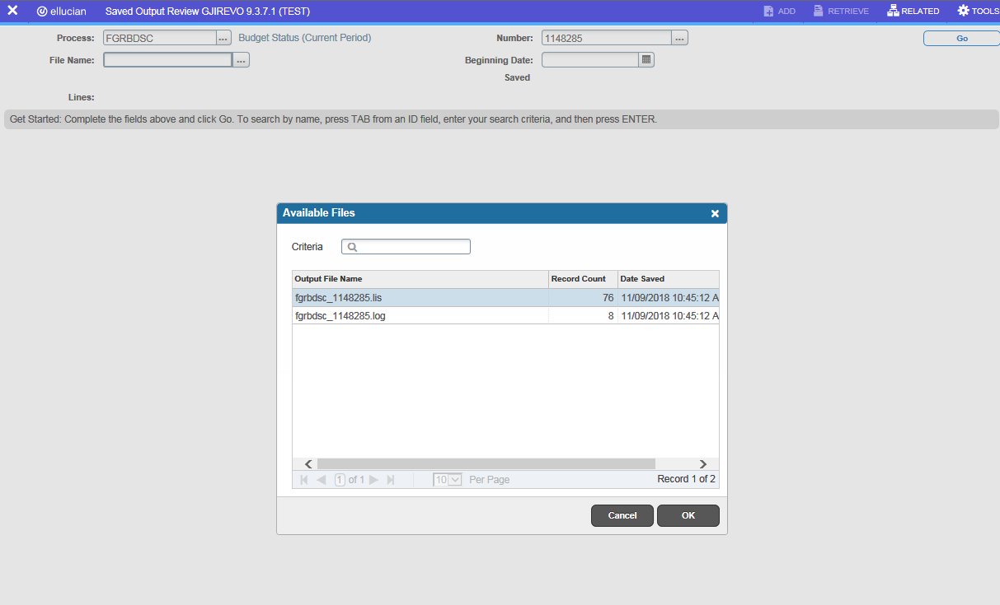 ellucian Saved Output Review GJIREVO 9.3.7.1 (TEST) ADD RETRIEVE RELATED TOOLS
Process: FGRBDSC ... Budget Status (Current Period) Number: 1148285 ... Go
File Name: ... Beginning Date:
Saved
Lines:
Get Started: Complete the fields above and click Go. To search by name, press TAB from an ID field, enter your search criteria, and then press ENTER.
Available Files
Criteria
Output File Name Record Count Date Saved
fgrbdsc_1148285.lis 76 11/09/2018 10:45:12 A
fgrbdsc_1148285.log 8 11/09/2018 10:45:12 A
1 of 1 10 Per Page Record 1 of 2
Cancel OK